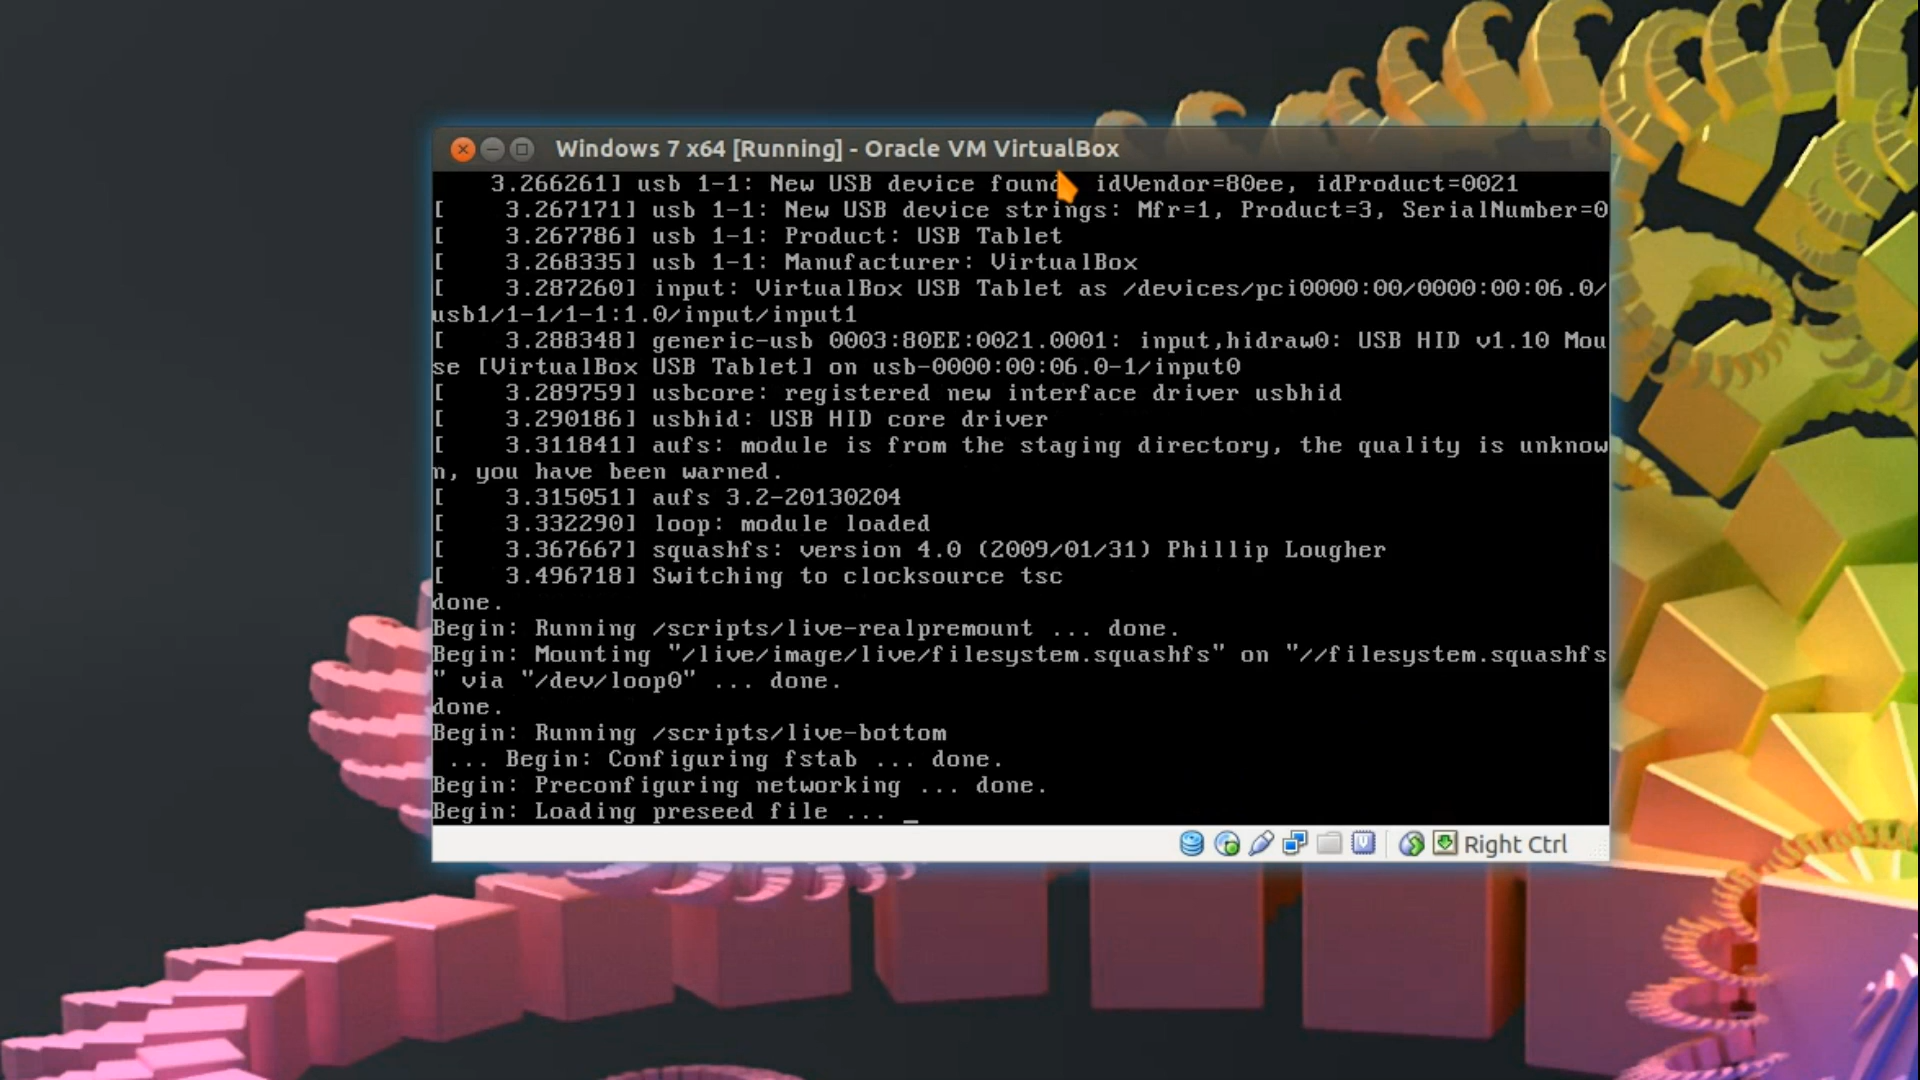 Windows 7 x64 [Running] - Oracle VM VirtualBox
3.266261] usb 1-1: New USB device found, idVendor=80ee, idProduct=0021
[    3.267171] usb 1-1: New USB device strings: Mfr=1, Product=3, SerialNumber=0
[    3.267786] usb 1-1: Product: USB Tablet
[    3.268335] usb 1-1: Manufacturer: VirtualBox
[    3.287260] input: VirtualBox USB Tablet as /devices/pci0000:00/0000:00:06.0/
usb1/1-1/1-1:1.0/input/input1
[    3.288348] generic-usb 0003:80EE:0021.0001: input,hidraw0: USB HID v1.10 Mou
se [VirtualBox USB Tablet] on usb-0000:00:06.0-1/input0
[    3.289759] usbcore: registered new interface driver usbhid
[    3.290186] usbhid: USB HID core driver
[    3.311841] aufs: module is from the staging directory, the quality is unknow
n, you have been warned.
[    3.315051] aufs 3.2-20130204
[    3.332290] loop: module loaded
[    3.367667] squashfs: version 4.0 (2009/01/31) Phillip Lougher
[    3.496718] Switching to clocksource tsc
done.
Begin: Running /scripts/live-realpremount ... done.
Begin: Mounting "/live/image/live/filesystem.squashfs" on "//filesystem.squashfs
" via "/dev/loop0" ... done.
done.
Begin: Running /scripts/live-bottom
 ... Begin: Configuring fstab ... done.
Begin: Preconfiguring networking ... done.
Begin: Loading preseed file ... _
Right Ctrl